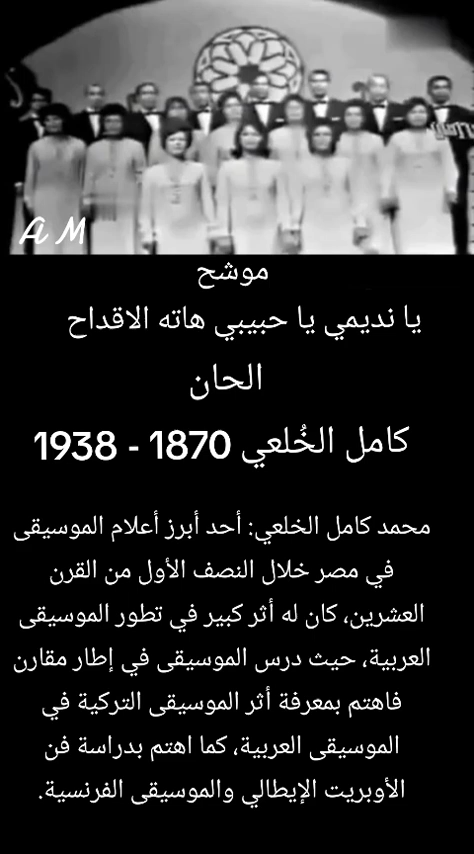 A M
موشح
يا نديمي يا حبيبي هاته الاقداح
الحان
كامل الخُلعي 1870 - 1938
محمد كامل الخلعي: أحد أبرز أعلام الموسيقى
في مصر خلال النصف الأول من القرن
العشرين، كان له أثر كبير في تطور الموسيقى
العربية، حيث درس الموسيقى في إطار مقارن
فاهتم بمعرفة أثر الموسيقى التركية في
الموسيقى العربية، كما اهتم بدراسة فن
الأوبريت الإيطالي والموسيقى الفرنسية.